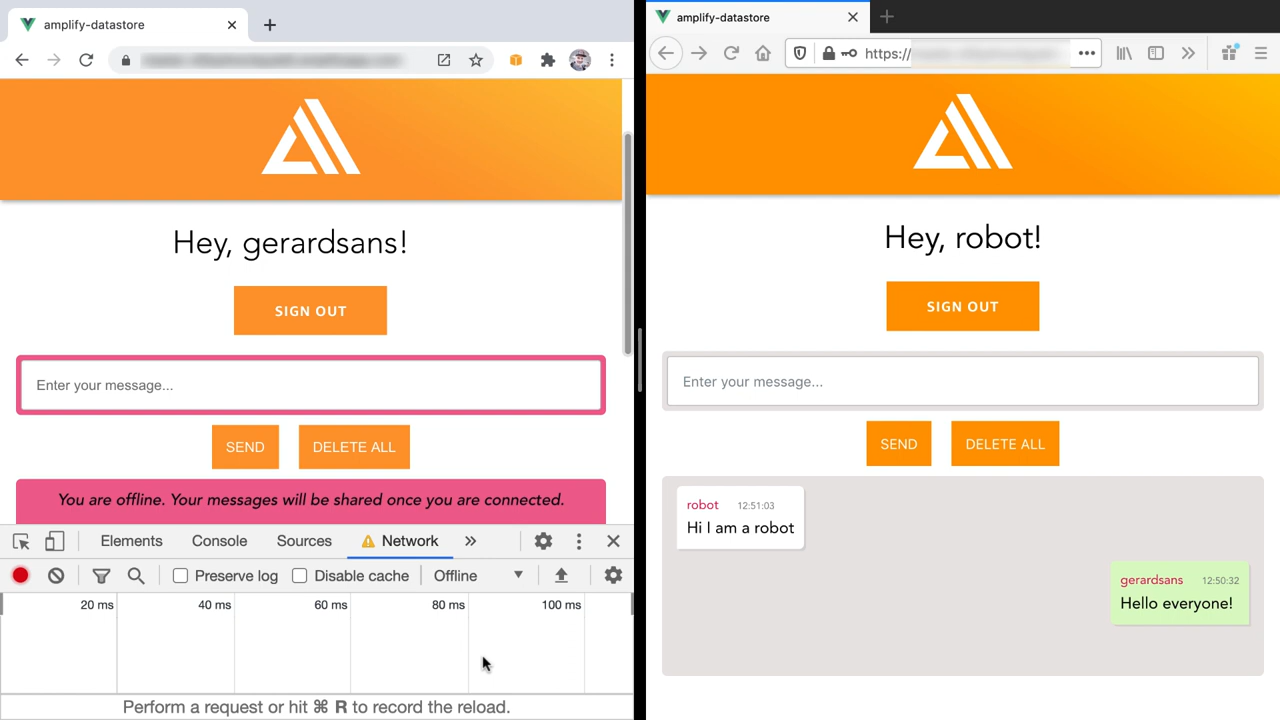 amplify-datastore
Hey, gerardsans!
SIGN OUT
Enter your message...
SEND DELETE ALL
You are offline. Your messages will be shared once you are connected.
Elements Console Sources Network
Preserve log Disable cache Offline
20 ms 40 ms 60 ms 80 ms 100 ms
Perform a request or hit ⌘ R to record the reload.
amplify-datastore
https://
Hey, robot!
SIGN OUT
Enter your message...
SEND DELETE ALL
robot 12:51:03
Hi I am a robot
gerardsans 12:50:32
Hello everyone!